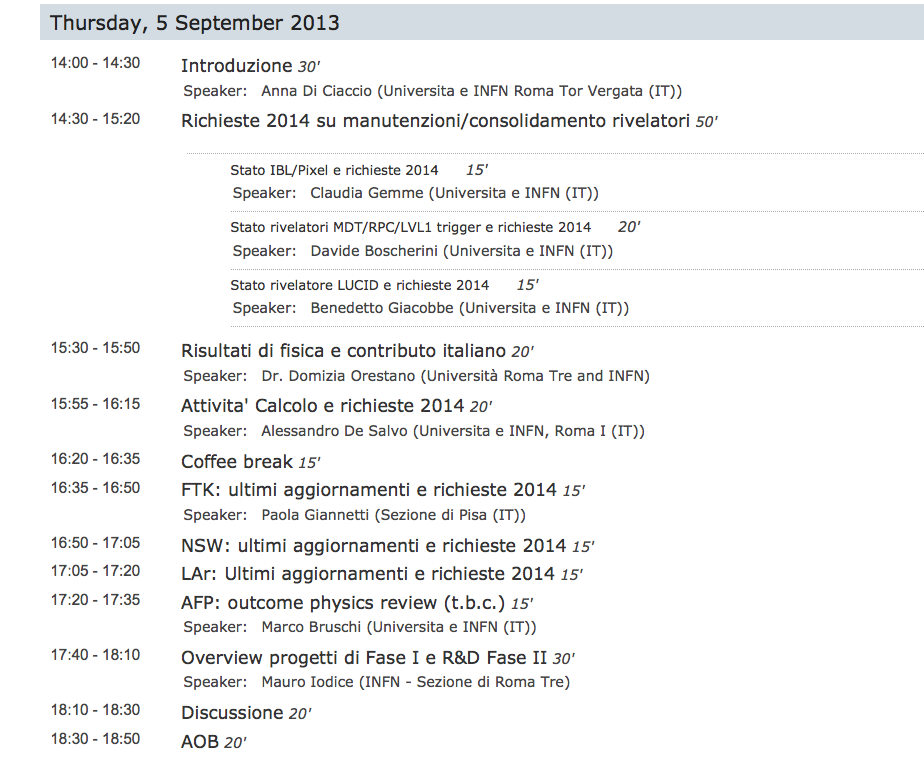 Thursday, 5 September 2013
14:00 - 14:30 Introduzione 30'
Speaker: Anna Di Ciaccio (Universita e INFN Roma Tor Vergata (IT))
14:30 - 15:20 Richieste 2014 su manutenzioni/consolidamento rivelatori 50'
Stato IBL/Pixel e richieste 2014 15'
Speaker: Claudia Gemme (Universita e INFN (IT))
Stato rivelatori MDT/RPC/LVL1 trigger e richieste 2014 20'
Speaker: Davide Boscherini (Universita e INFN (IT))
Stato rivelatore LUCID e richieste 2014 15'
Speaker: Benedetto Giacobbe (Universita e INFN (IT))
15:30 - 15:50 Risultati di fisica e contributo italiano 20'
Speaker: Dr. Domizia Orestano (Università Roma Tre and INFN)
15:55 - 16:15 Attivita' Calcolo e richieste 2014 20'
Speaker: Alessandro De Salvo (Universita e INFN, Roma I (IT))
16:20 - 16:35 Coffee break 15'
16:35 - 16:50 FTK: ultimi aggiornamenti e richieste 2014 15'
Speaker: Paola Giannetti (Sezione di Pisa (IT))
16:50 - 17:05 NSW: ultimi aggiornamenti e richieste 2014 15'
17:05 - 17:20 LAr: Ultimi aggiornamenti e richieste 2014 15'
17:20 - 17:35 AFP: outcome physics review (t.b.c.) 15'
Speaker: Marco Bruschi (Universita e INFN (IT))
17:40 - 18:10 Overview progetti di Fase I e R&D Fase II 30'
Speaker: Mauro Iodice (INFN - Sezione di Roma Tre)
18:10 - 18:30 Discussione 20'
18:30 - 18:50 AOB 20'